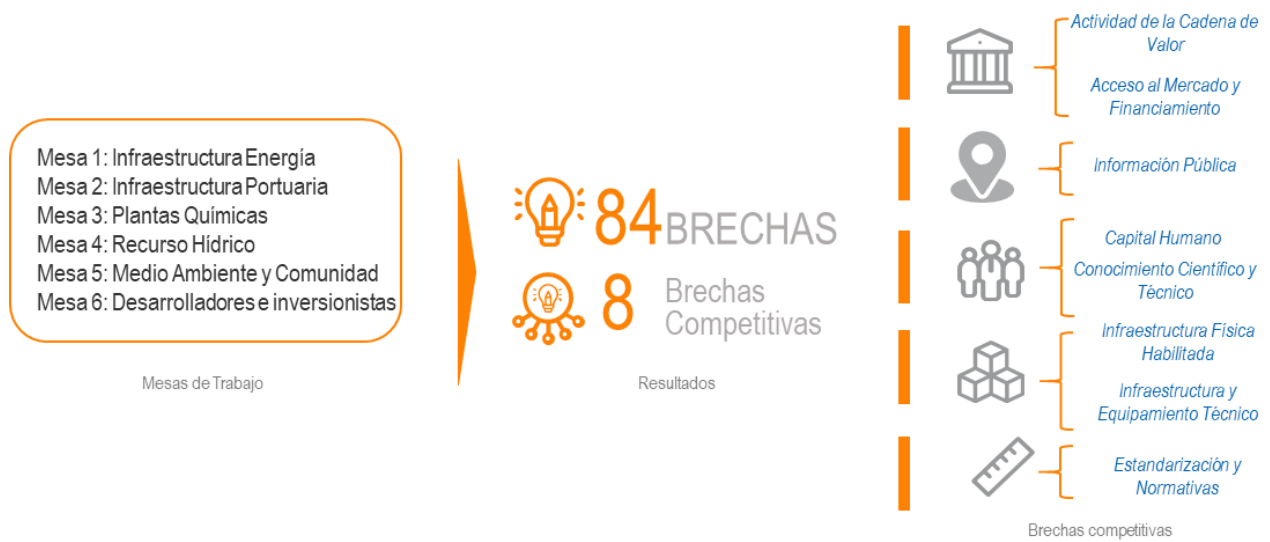 Mesa 1: Infraestructura Energía
Mesa 2: Infraestructura Portuaria
Mesa 3: Plantas Químicas
Mesa 4: Recurso Hídrico
Mesa 5: Medio Ambiente y Comunidad
Mesa 6: Desarrolladores e inversionistas
Mesas de Trabajo
84 BRECHAS
8 Brechas
Competitivas
Resultados
Actividad de la Cadena de
Valor
Acceso al Mercado y
Financiamiento
Información Pública
Capital Humano
Conocimiento Científico y
Técnico
Infraestructura Física
Habilitada
Infraestructura y
Equipamiento Técnico
Estandarización y
Normativas
Brechas competitivas